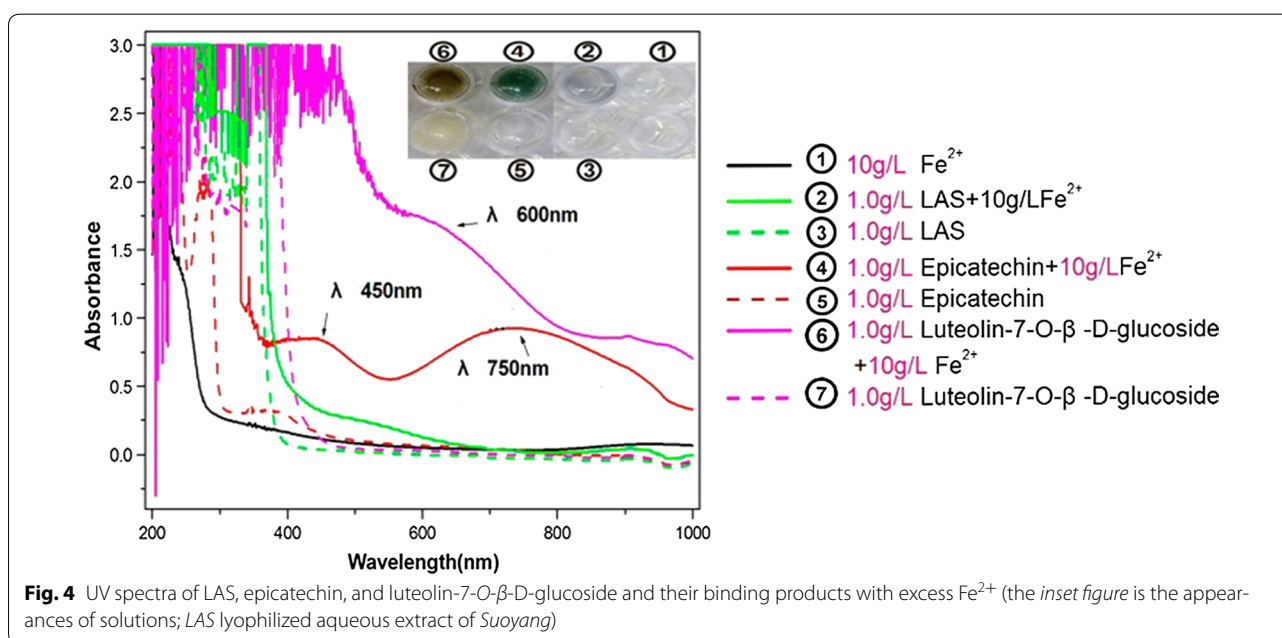 3.0
2.5
2.0
1.5
1.0
0.5
0.0
Absorbance
200 400 600 800 1000
Wavelength(nm)
⑥ ④ ② ①
⑦ ⑤ ③
λ 600nm
λ 450nm
λ 750nm
① 10g/L Fe²⁺
② 1.0g/L LAS+10g/LFe²⁺
③ 1.0g/L LAS
④ 1.0g/L Epicatechin+10g/LFe²⁺
⑤ 1.0g/L Epicatechin
⑥ 1.0g/L Luteolin-7-O-β -D-glucoside
+10g/L Fe²⁺
⑦ 1.0g/L Luteolin-7-O-β -D-glucoside
Fig. 4 UV spectra of LAS, epicatechin, and luteolin-7-O-β-D-glucoside and their binding products with excess Fe²⁺ (the inset figure is the appear-
ances of solutions; LAS lyophilized aqueous extract of Suoyang)